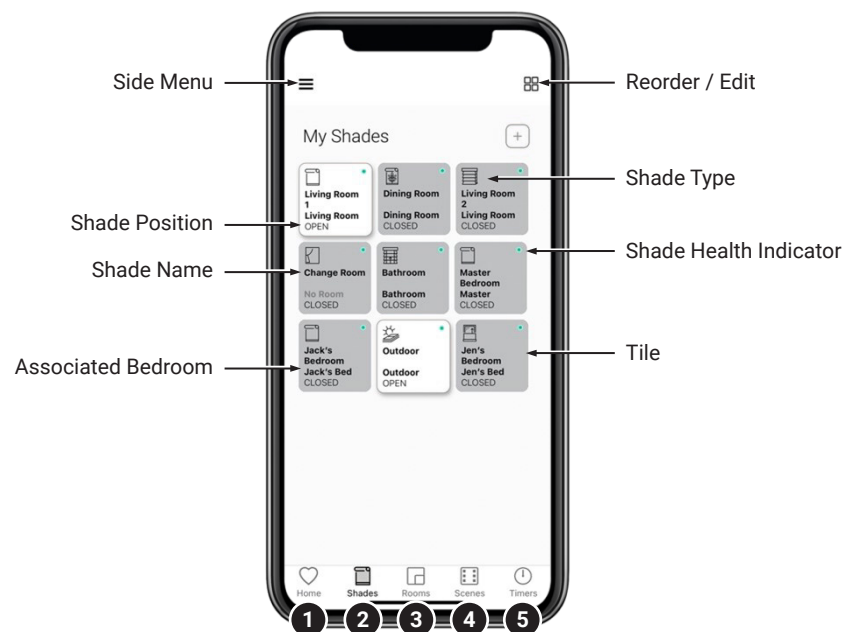 Side Menu
Reorder / Edit
My Shades
+
Shade Type
Living Room
1
Living Room
OPEN
Dining Room
Dining Room
CLOSED
Living Room
2
Living Room
CLOSED
Shade Position
Shade Health Indicator
Shade Name
Change Room
No Room
CLOSED
Bathroom
Bathroom
CLOSED
Master
Bedroom
Master
CLOSED
Associated Bedroom
Tile
Jack's
Bedroom
Jack's Bed
CLOSED
Outdoor
Outdoor
OPEN
Jen's
Bedroom
Jen's Bed
CLOSED
Home Shades Rooms Scenes Timers
1 2 3 4 5